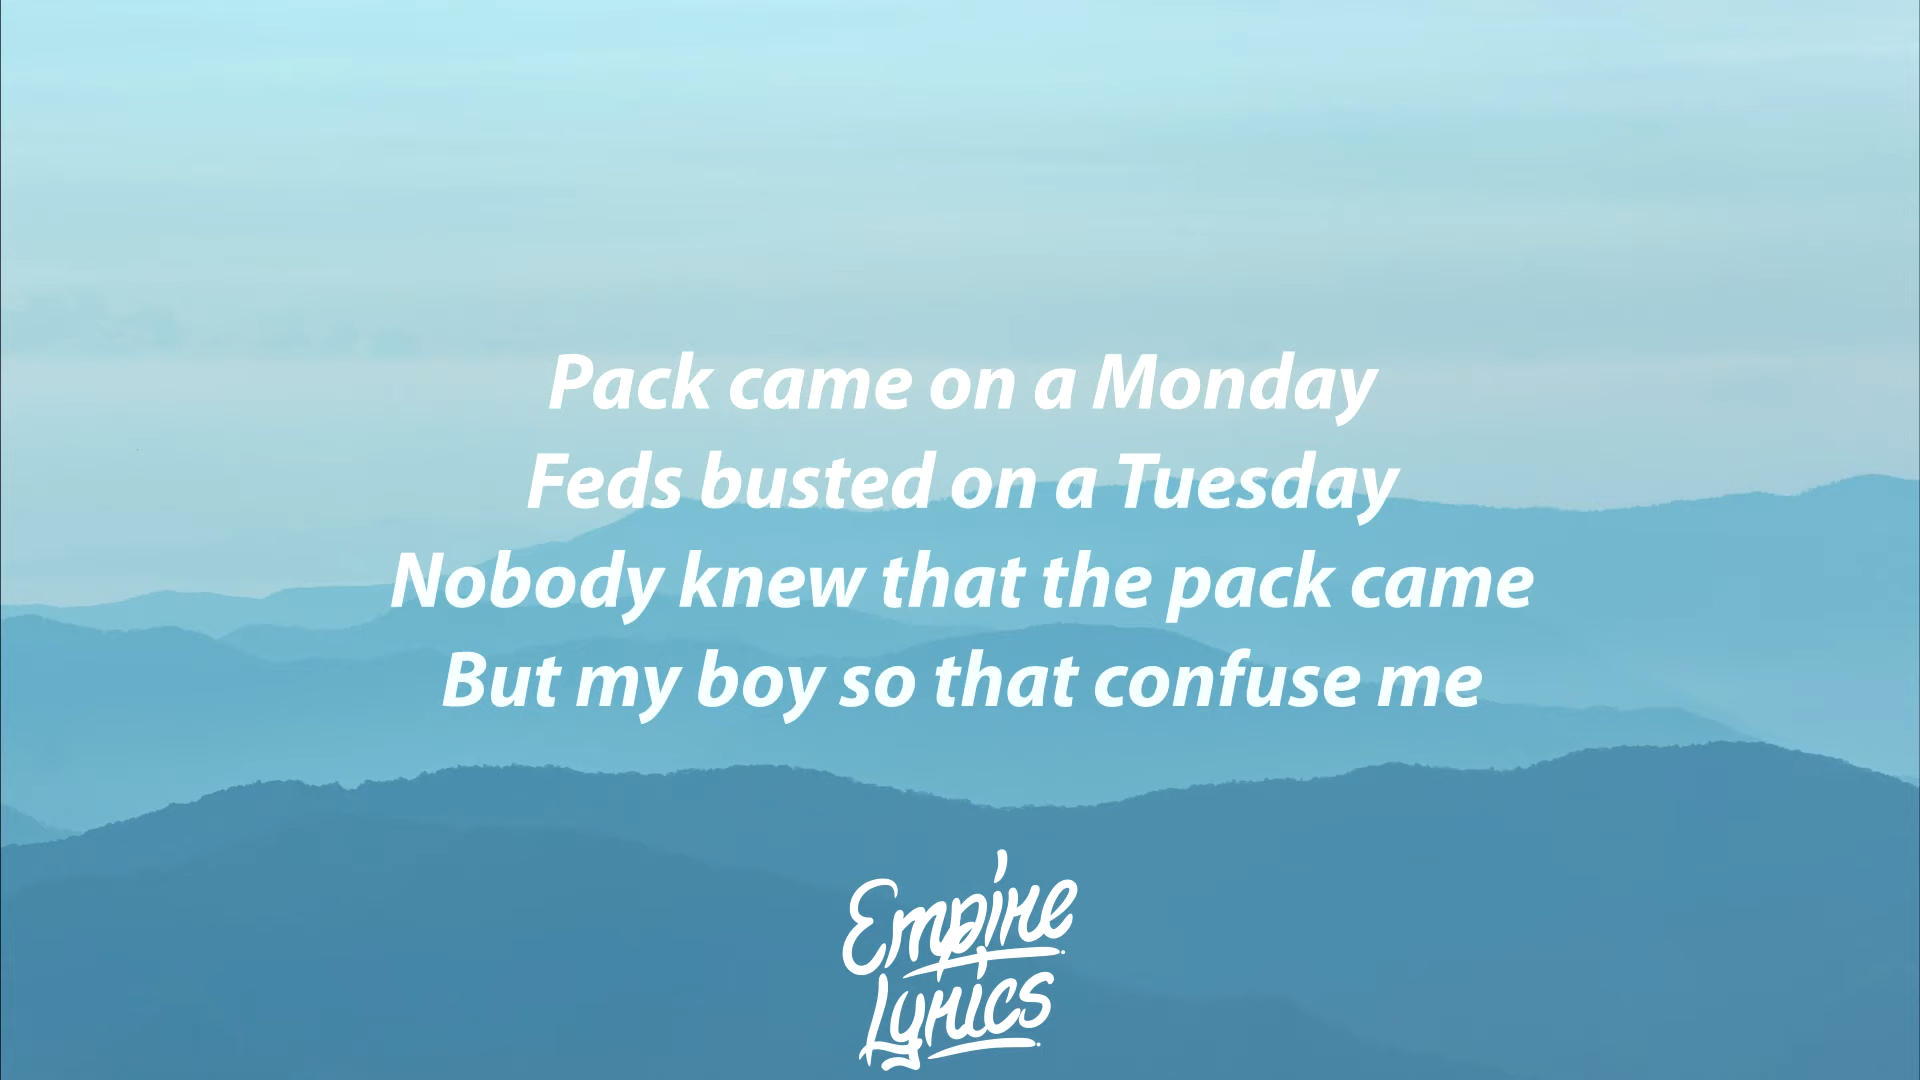 Pack came on a Monday
Feds busted on a Tuesday
Nobody knew that the pack came
But my boy so that confuse me
Empire
Lyrics